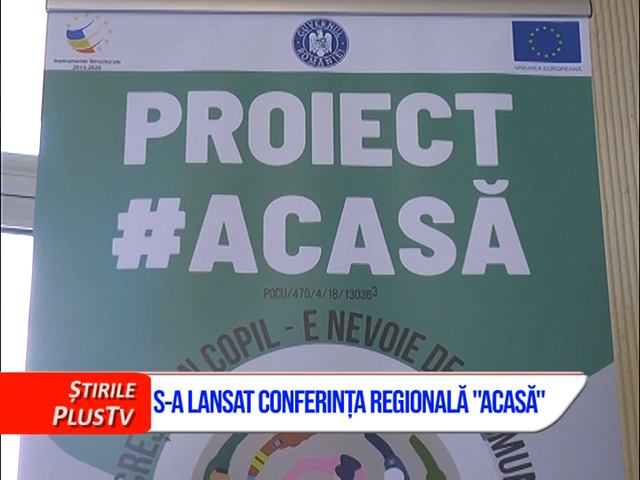 Instrumente Structurale
2014-2020
GUVERNUL ROMÂNIEI
UNIUNEA EUROPEANĂ
PROIECT
#ACASĂ
POCU/470/4/18/130363
COPIL - E NEVOIE DE
ȘTIRILE
PLUSTV
S-A LANSAT CONFERINȚA REGIONALĂ "ACASĂ"